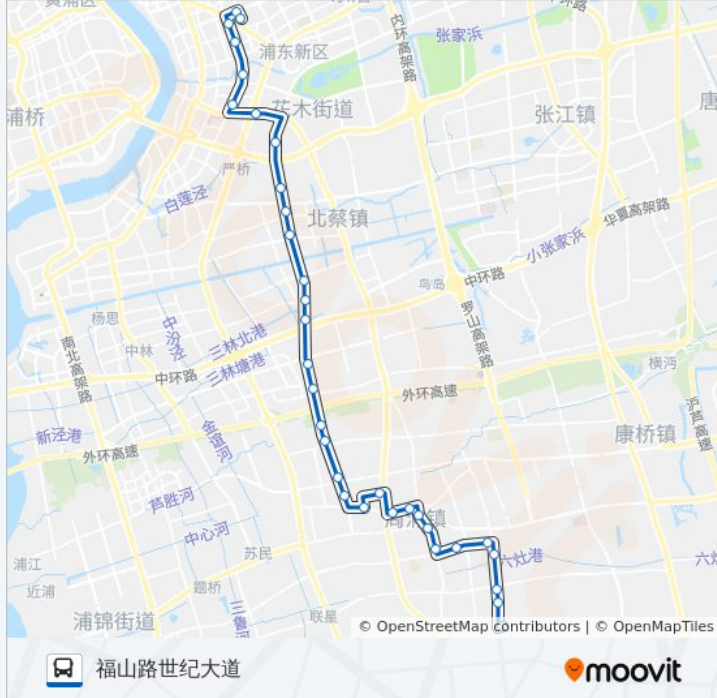 黄浦区
浦东新区
内环高架路
张家浜
中环路
花木街道
张江镇
唐
浦桥
严桥
白莲泾
北蔡镇
华夏高架路
小张家浜
鸟岛
中环路
罗山高架路
杨思
中汾泾
中林
三林北港
三林塘港
南北高架路
中环路
横沔
外环高速
沪芦高速
新泾港
金谊河
康桥镇
外环高速
芦胜河
中心河
周浦镇
浦江
近浦
苏民
题桥
六灶港
六灶
浦锦街道
三鲁河
联星
© OpenStreetMap contributors | © OpenMapTiles
福山路世纪大道
moovit